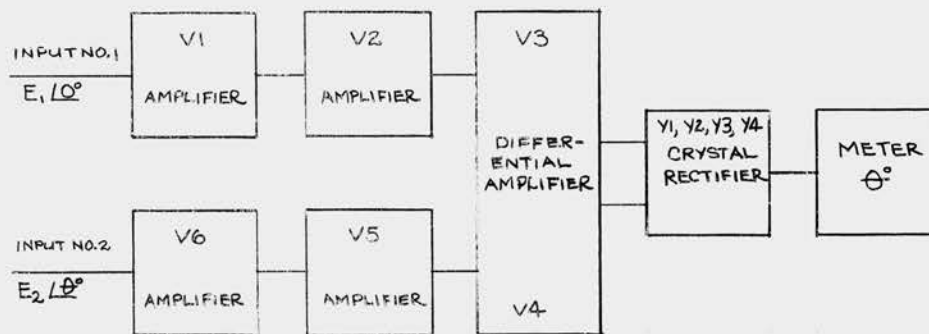 INPUT NO.1
E₁ /0°
V1
AMPLIFIER
V2
AMPLIFIER
V3
DIFFER-
ENTIAL
AMPLIFIER
V4
INPUT NO.2
E₂ /θ°
V6
AMPLIFIER
V5
AMPLIFIER
Y1, Y2, Y3, Y4
CRYSTAL
RECTIFIER
METER
θ°